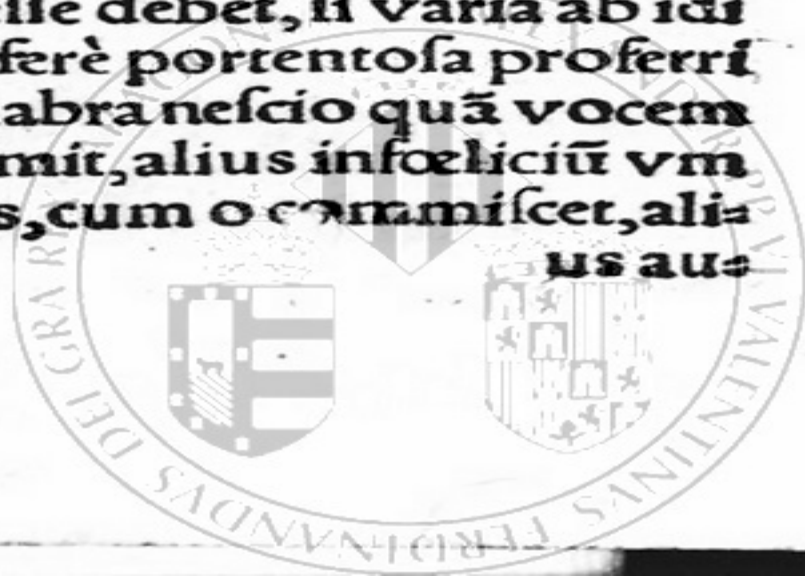 esse debet, si varia ab idi
ferè portentoſa proferri
abra neſcio quã vocem
mit, alius infœliciũ vm
s, cum o commiſcet, ali⸗
us au⸗